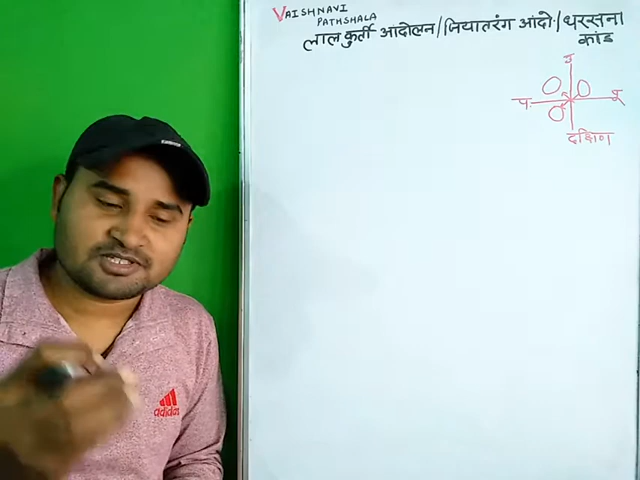 VAISHNAVI
PATHSHALA
लाल कुर्ती आंदोलन/जियातरंग आंदो./धरसना
कांड
उ
प.
पू
दक्षिण
adidas